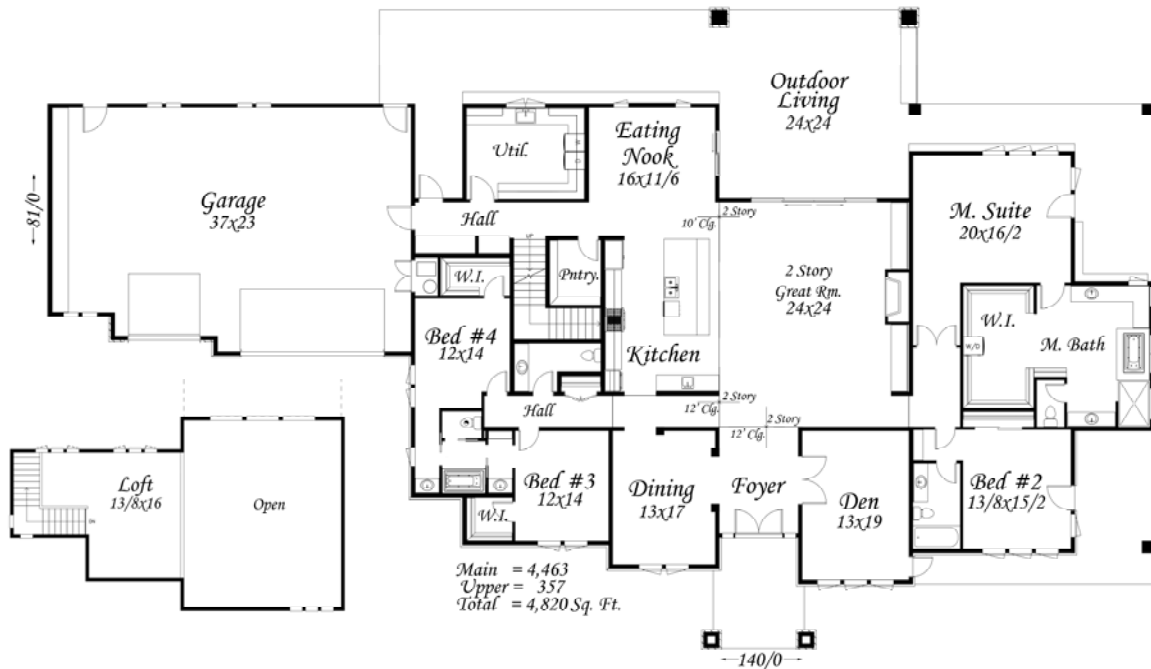 Outdoor
Living
24x24
Eating
Nook
16x11/6
Util.
81/0
Garage
37x23
Hall
2 Story
10' Clg.
M. Suite
20x16/2
UP
W.I.
Pntry.
2 Story
Great Rm.
24x24
Bed #4
12x14
W.I.
W/D
M. Bath
Kitchen
Hall
2 Story
12' Clg.
2 Story
12' Clg.
Loft
13/8x16
DN
Open
Bed #3
12x14
W.I.
Dining
13x17
Foyer
Den
13x19
Bed #2
13/8x15/2
Main = 4,463
Upper = 357
Total = 4,820 Sq. Ft.
140/0